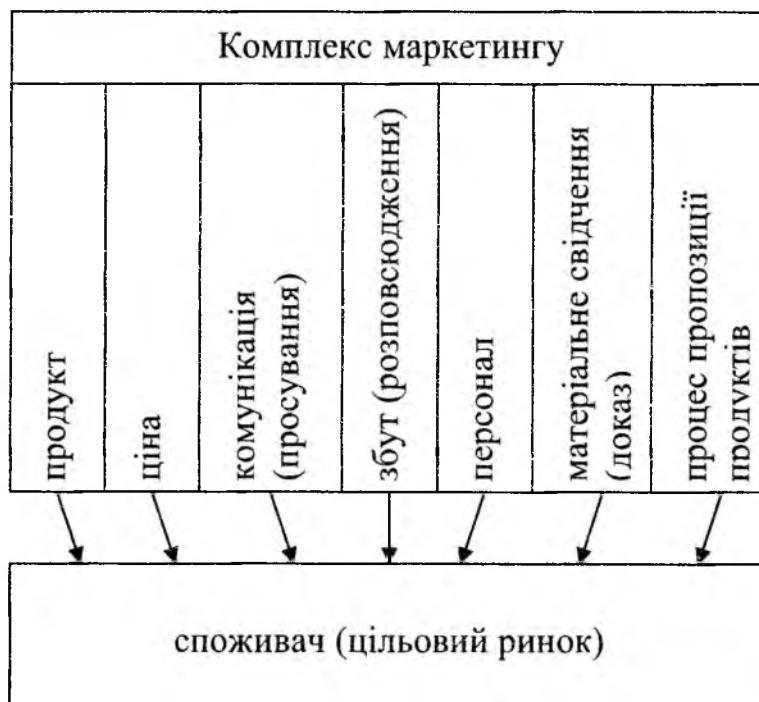 Комплекс маркетингу
продукт
ціна
комунікація
(просування)
збут (розповсюдження)
персонал
матеріальне свідчення
(доказ)
процес пропозиції
продуктів
споживач (цільовий ринок)